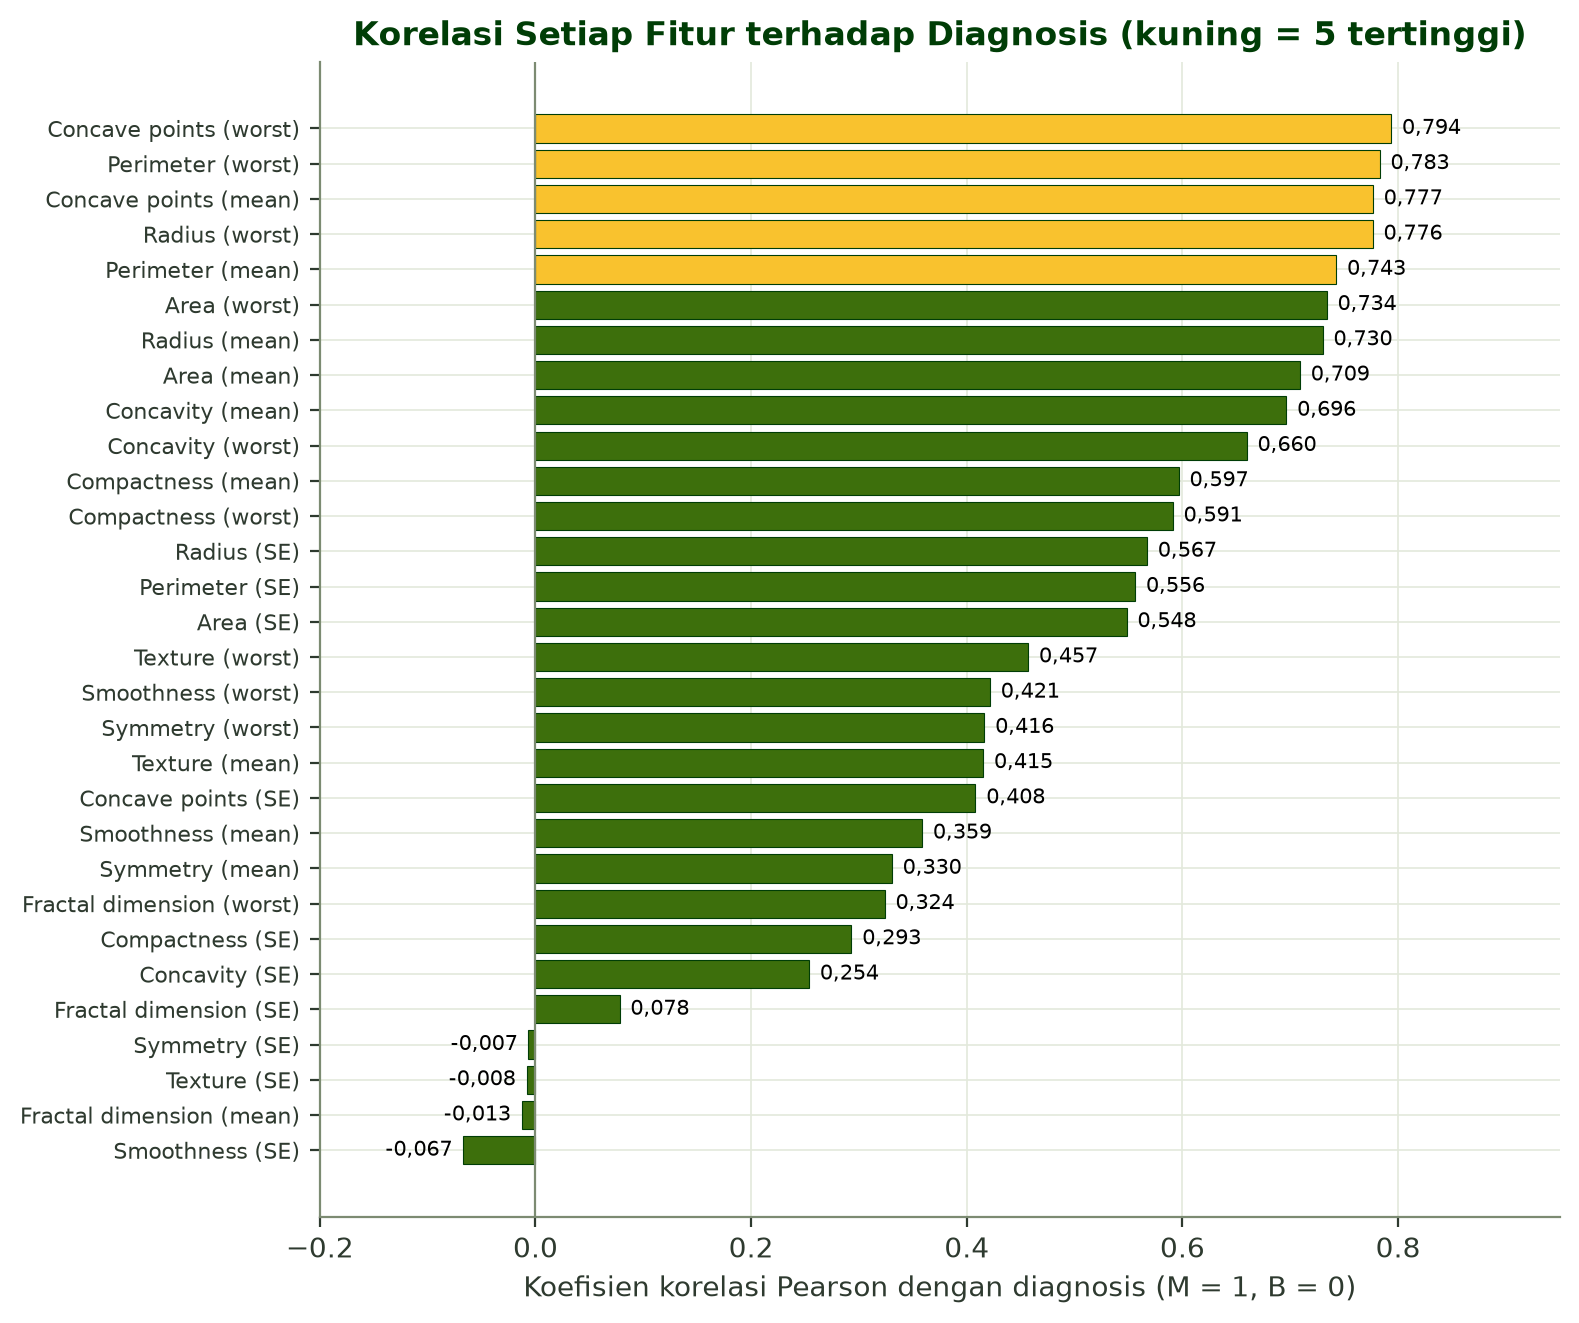 Korelasi Setiap Fitur terhadap Diagnosis (kuning = 5 tertinggi)
Concave points (worst) 0,794
Perimeter (worst) 0,783
Concave points (mean) 0,777
Radius (worst) 0,776
Perimeter (mean) 0,743
Area (worst) 0,734
Radius (mean) 0,730
Area (mean) 0,709
Concavity (mean) 0,696
Concavity (worst) 0,660
Compactness (mean) 0,597
Compactness (worst) 0,591
Radius (SE) 0,567
Perimeter (SE) 0,556
Area (SE) 0,548
Texture (worst) 0,457
Smoothness (worst) 0,421
Symmetry (worst) 0,416
Texture (mean) 0,415
Concave points (SE) 0,408
Smoothness (mean) 0,359
Symmetry (mean) 0,330
Fractal dimension (worst) 0,324
Compactness (SE) 0,293
Concavity (SE) 0,254
Fractal dimension (SE) 0,078
Symmetry (SE) -0,007
Texture (SE) -0,008
Fractal dimension (mean) -0,013
Smoothness (SE) -0,067
−0.2 0.0 0.2 0.4 0.6 0.8
Koefisien korelasi Pearson dengan diagnosis (M = 1, B = 0)